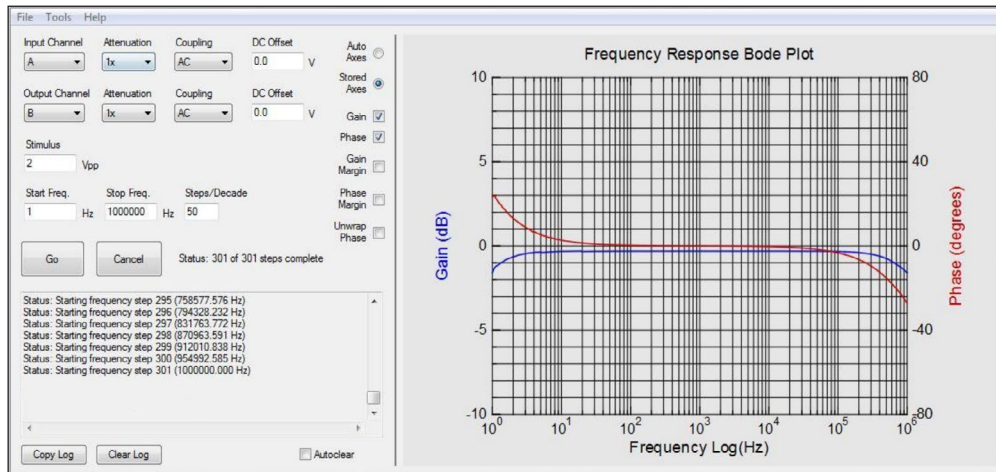 File Tools Help
Input Channel Attenuation Coupling DC Offset
A 1x AC 0.0 V
Output Channel Attenuation Coupling DC Offset
B 1x AC 0.0 V
Stimulus
2 Vpp
Start Freq. Stop Freq. Steps/Decade
1 Hz 1000000 Hz 50
Go Cancel Status: 301 of 301 steps complete
Auto Axes
Stored Axes
Gain
Phase
Gain Margin
Phase Margin
Unwrap Phase
Status: Starting frequency step 295 (758577.576 Hz)
Status: Starting frequency step 296 (794328.232 Hz)
Status: Starting frequency step 297 (831763.772 Hz)
Status: Starting frequency step 298 (870963.591 Hz)
Status: Starting frequency step 299 (912010.838 Hz)
Status: Starting frequency step 300 (954992.585 Hz)
Status: Starting frequency step 301 (1000000.000 Hz)
Copy Log Clear Log Autoclear
Frequency Response Bode Plot
10 80
5 40
0 0
-5 -40
-10 -80
Gain (dB)
Phase (degrees)
10^0 10^1 10^2 10^3 10^4 10^5 10^6
Frequency Log(Hz)